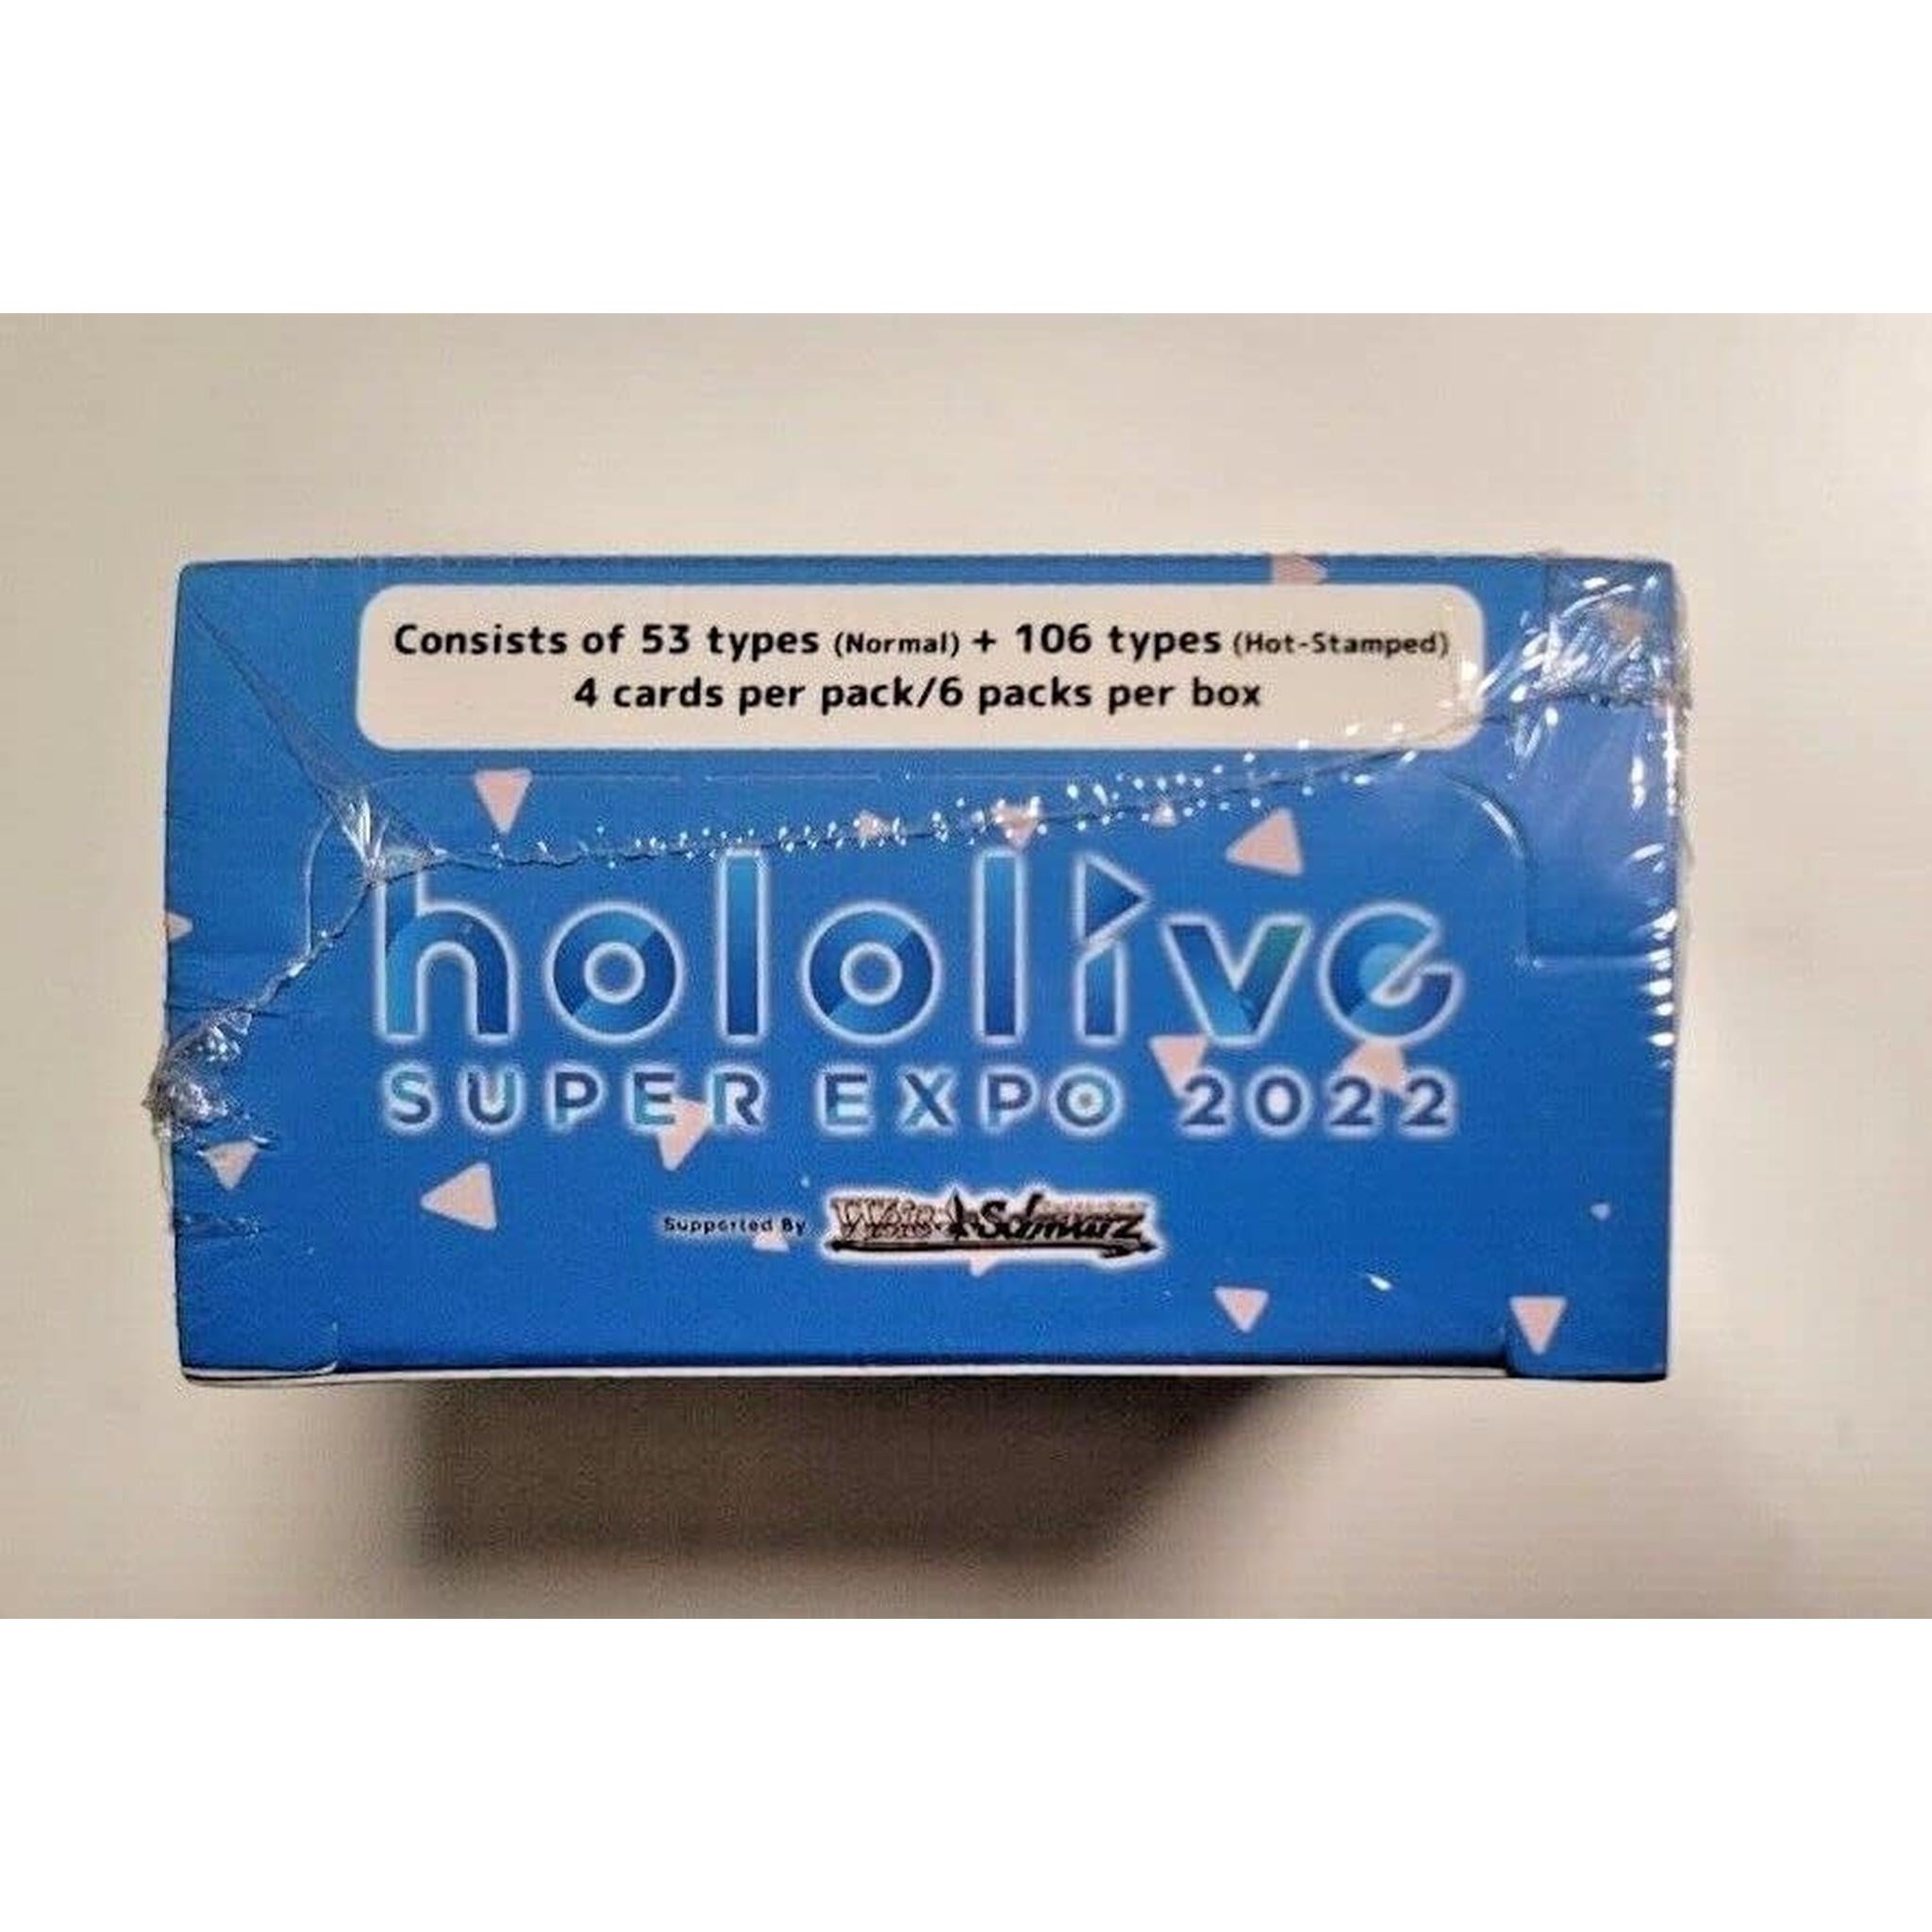 Consists of 53 types (Normal) + 106 types (Hot-Stamped)
4 cards per pack/6 packs per box
hololive
SUPER EXPO 2022
Supported By Weiß Schwarz